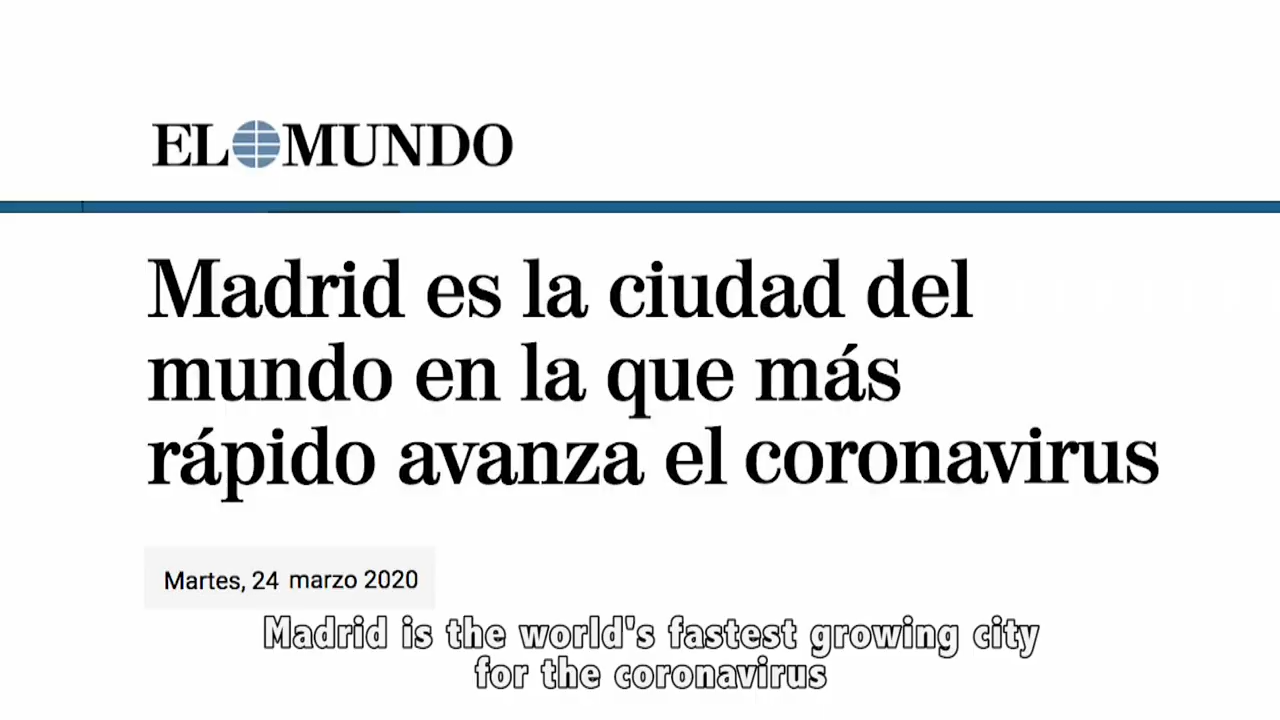 EL MUNDO
Madrid es la ciudad del
mundo en la que más
rápido avanza el coronavirus
Martes, 24 marzo 2020
Madrid is the world's fastest growing city
for the coronavirus